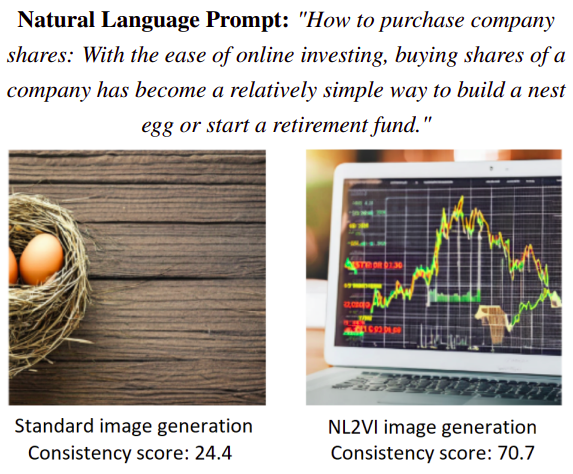 Natural Language Prompt: "How to purchase company
shares: With the ease of online investing, buying shares of a
company has become a relatively simple way to build a nest
egg or start a retirement fund."
Standard image generation
Consistency score: 24.4
NL2VI image generation
Consistency score: 70.7